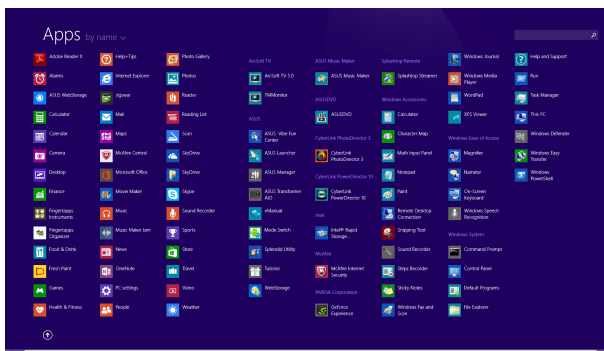 Apps by name
Adobe Reader X
Alarms
ASUS WebStorage
Calculator
Calendar
Camera
Desktop
Finance
Fingertapps
Instruments
Fingertapps
Organizer
Food & Drink
Fresh Paint
Games
Health & Fitness
Help+Tips
Internet Explorer
Jigswar
Mail
Maps
McAfee Central
Microsoft Office
Movie Maker
Music
Music Maker Jam
News
OneNote
PC settings
People
Photo Gallery
Photos
Reader
Reading List
Scan
SkyDrive
SkyDrive
Skype
Sound Recorder
Sports
Store
Travel
Video
Weather
ArcSoft TV
ArcSoft TV 5.0
TMMonitor
ASUS
ASUS Vibe Fun
Center
ASUS Launcher
ASUS Manager
ASUS Transformer
AIO
eManual
Mode Switch
Splendid Utility
Tutorial
WebStorage
ASUS Music Maker
ASUS Music Maker
ASUSDVD
ASUSDVD
CyberLink PhotoDirector 3
CyberLink
PhotoDirector 3
CyberLink PowerDirector 10
CyberLink
PowerDirector 10
Intel
Intel® Rapid
Storage...
McAfee
McAfee Internet
Security
NVIDIA Corporation
GeForce
Experience
Splashtop Remote
Splashtop Streamer
Windows Accessories
Calculator
Character Map
Math Input Panel
Notepad
Paint
Remote Desktop
Connection
Snipping Tool
Sound Recorder
Steps Recorder
Sticky Notes
Windows Fax and
Scan
Windows Journal
Windows Media
Player
WordPad
XPS Viewer
Windows Ease of Access
Magnifier
Narrator
On-Screen
Keyboard
Windows Speech
Recognition
Windows System
Command Prompt
Control Panel
Default Programs
File Explorer
Help and Support
Run
Task Manager
This PC
Windows Defender
Windows Easy
Transfer
Windows
PowerShell